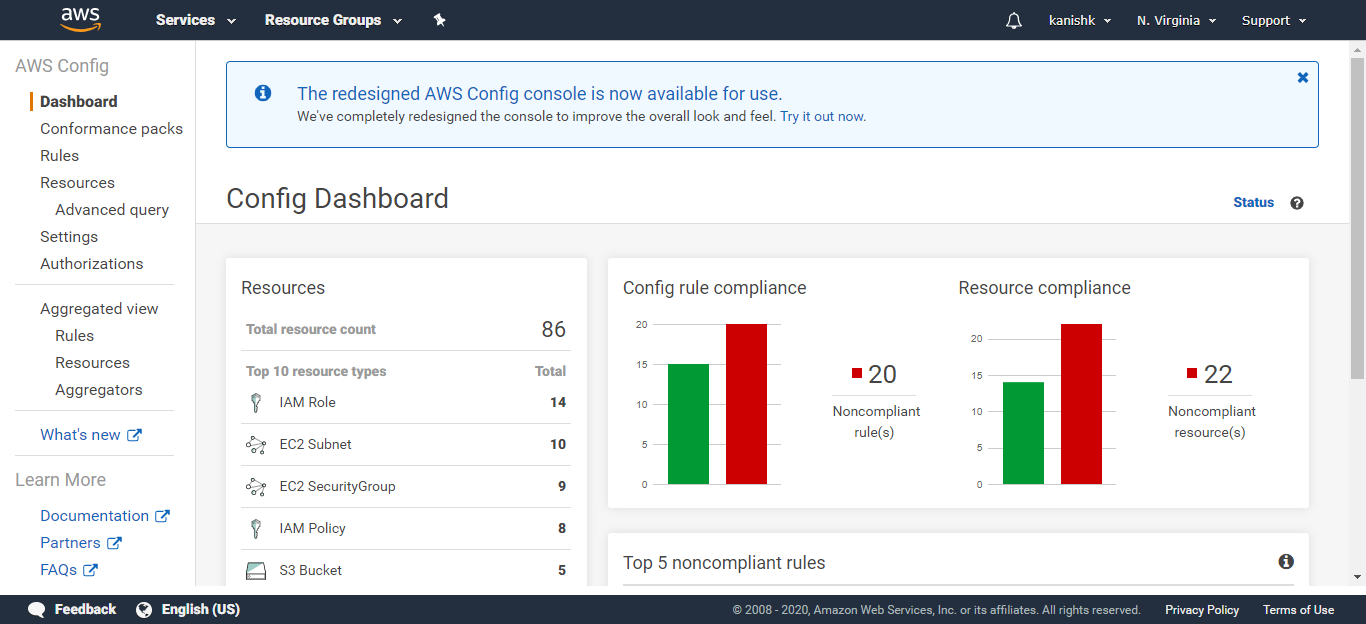 aws Services Resource Groups kanishk N. Virginia Support
AWS Config
Dashboard
Conformance packs
Rules
Resources
Advanced query
Settings
Authorizations
Aggregated view
Rules
Resources
Aggregators
What's new
Learn More
Documentation
Partners
FAQs
The redesigned AWS Config console is now available for use.
We've completely redesigned the console to improve the overall look and feel. Try it out now.
Config Dashboard
Status
Resources
Total resource count 86
Top 10 resource types Total
IAM Role 14
EC2 Subnet 10
EC2 SecurityGroup 9
IAM Policy 8
S3 Bucket 5
Config rule compliance
20
15
10
5
0
20
Noncompliant
rule(s)
Resource compliance
20
15
10
5
0
22
Noncompliant
resource(s)
Top 5 noncompliant rules
Feedback English (US) © 2008 - 2020, Amazon Web Services, Inc. or its affiliates. All rights reserved. Privacy Policy Terms of Use